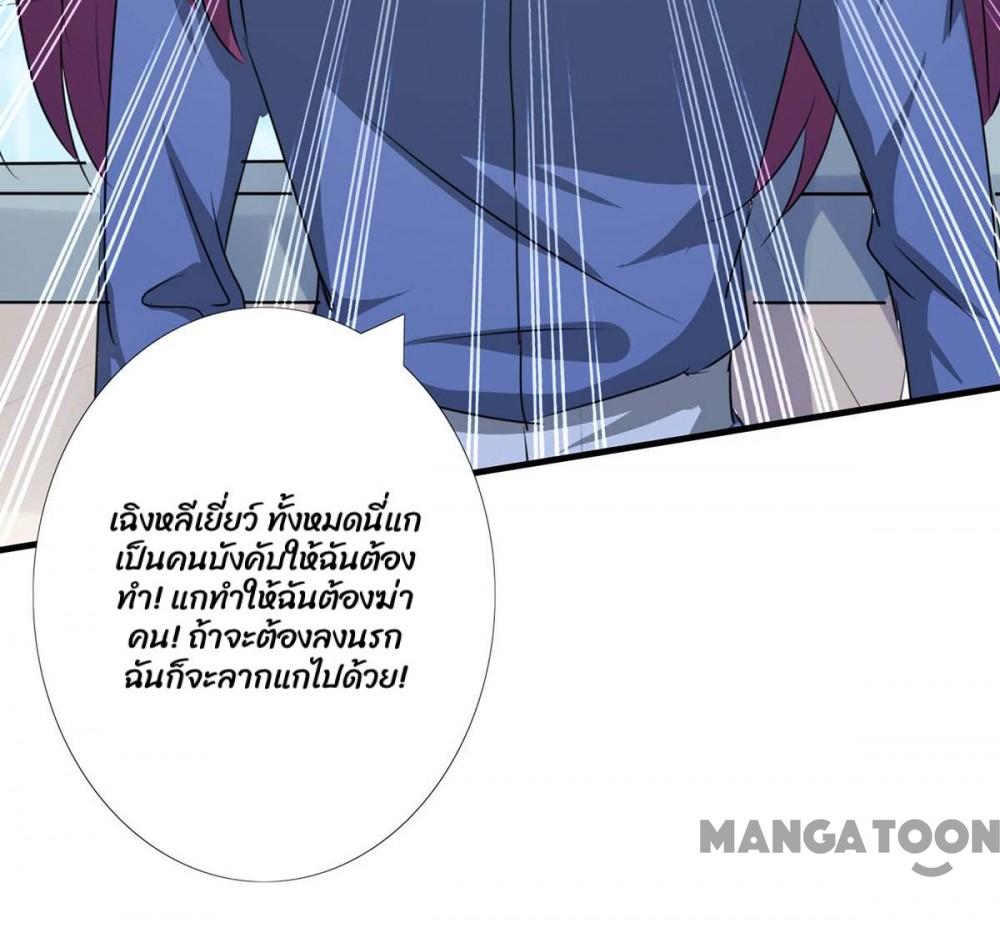 เฉิงหลีเยี่ยว์ ทั้งหมดนี่แก
เป็นคนบังคับให้ฉันต้อง
ทำ! แกทำให้ฉันต้องฆ่า
คน! ถ้าจะต้องลงนรก
ฉันก็จะลากแกไปด้วย!
MANGA TOON